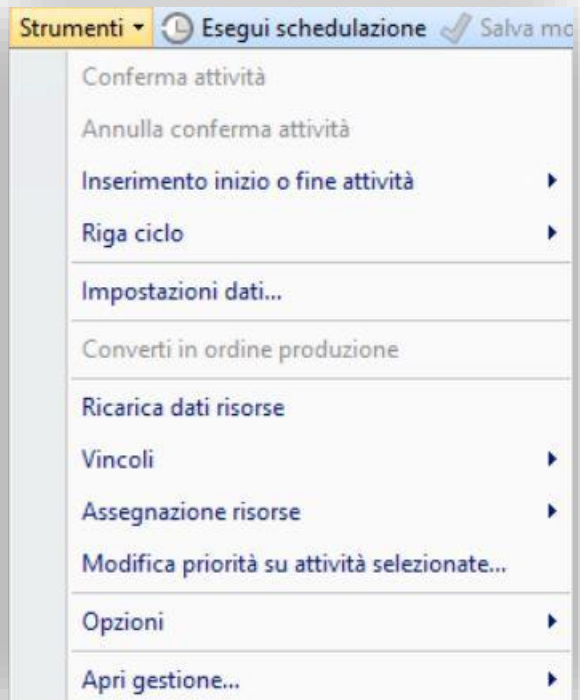 Strumenti Esegui schedulazione Salva
Conferma attività
Annulla conferma attività
Inserimento inizio o fine attività
Riga ciclo
Impostazioni dati...
Converti in ordine produzione
Ricarica dati risorse
Vincoli
Assegnazione risorse
Modifica priorità su attività selezionate...
Opzioni
Apri gestione...